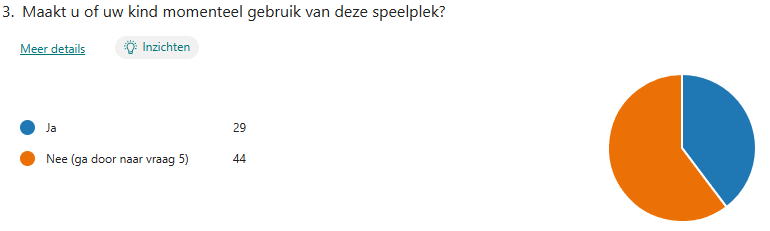 3. Maakt u of uw kind momenteel gebruik van deze speelplek?
Meer details
Inzichten
Ja 29
Nee (ga door naar vraag 5) 44